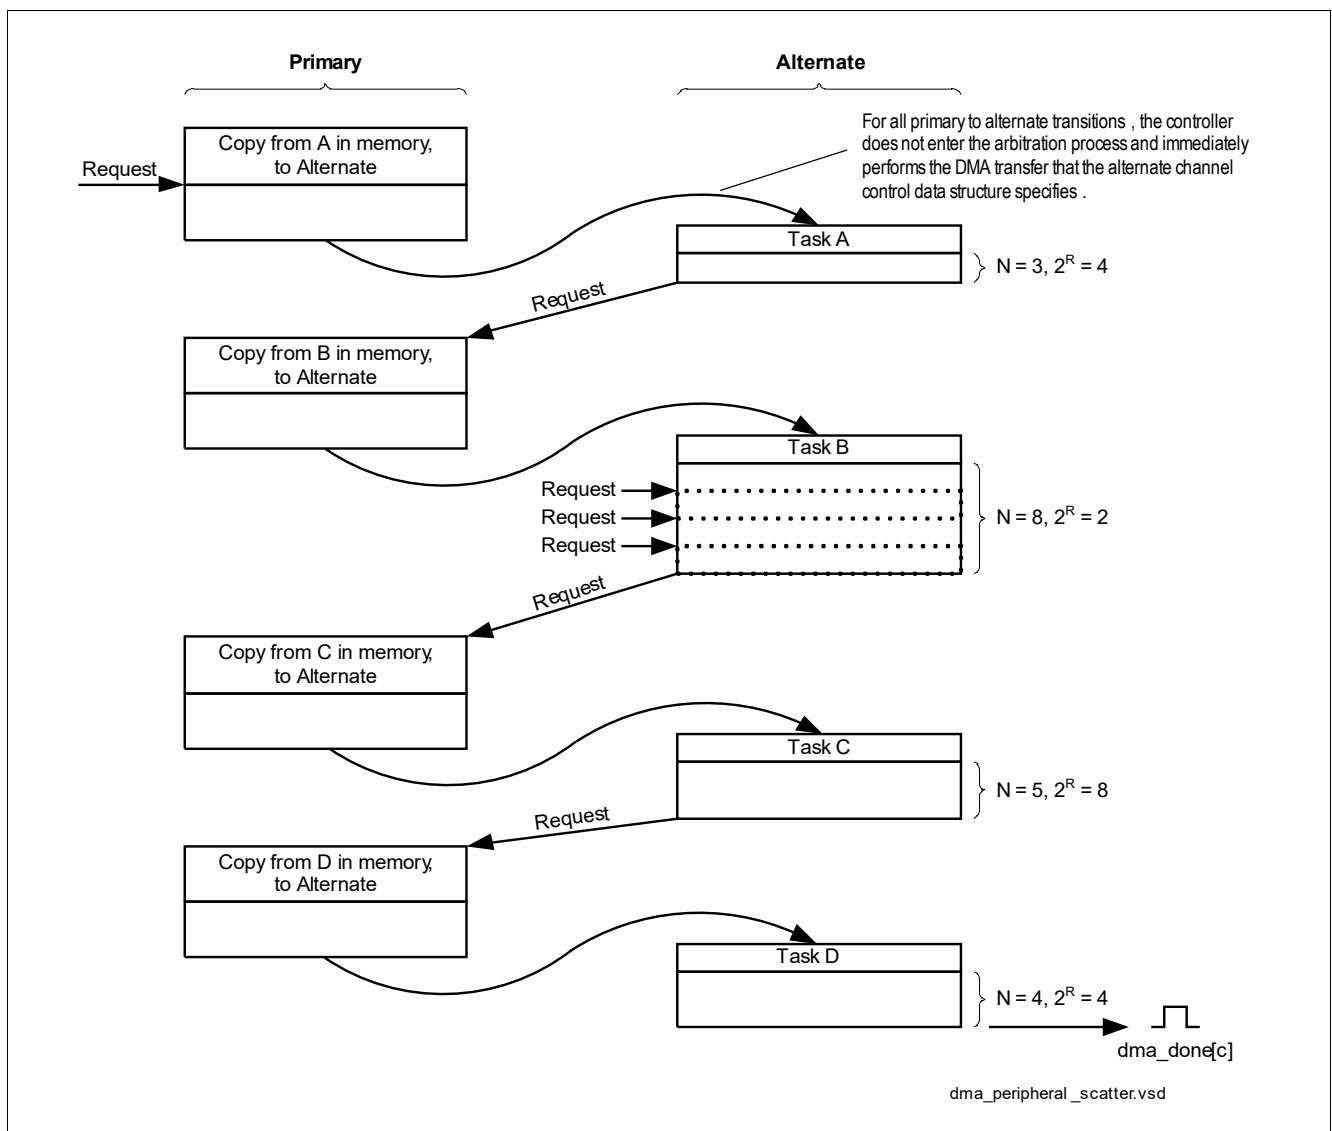 Primary
Alternate
For all primary to alternate transitions , the controller
does not enter the arbitration process and immediately
performs the DMA transfer that the alternate channel
control data structure specifies .
Copy from A in memory,
to Alternate
Request
Task A
N = 3, 2^R = 4
Request
Copy from B in memory,
to Alternate
Task B
Request
Request
Request
N = 8, 2^R = 2
Request
Copy from C in memory,
to Alternate
Task C
N = 5, 2^R = 8
Request
Copy from D in memory,
to Alternate
Task D
N = 4, 2^R = 4
dma_done[c]
dma_peripheral _scatter.vsd